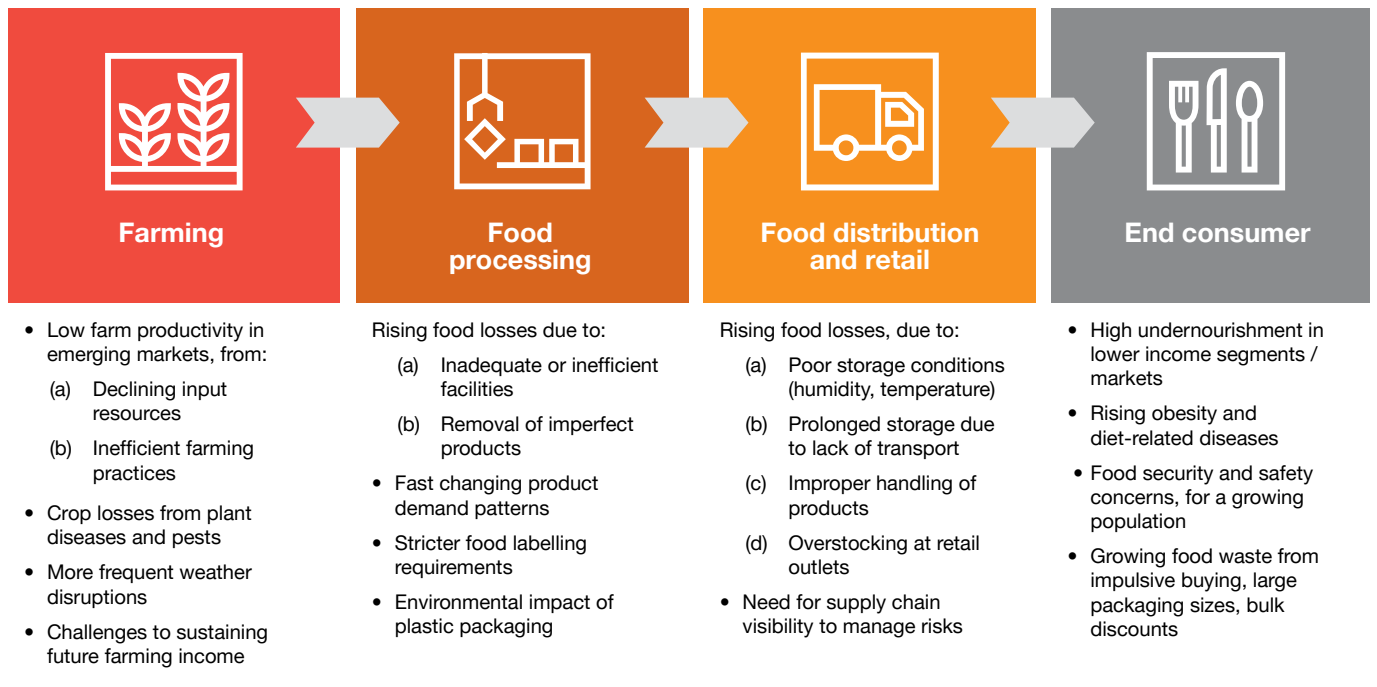 Farming
• Low farm productivity in
emerging markets, from:
(a) Declining input
resources
(b) Inefficient farming
practices
• Crop losses from plant
diseases and pests
• More frequent weather
disruptions
• Challenges to sustaining
future farming income
Food
processing
Rising food losses due to:
(a) Inadequate or inefficient
facilities
(b) Removal of imperfect
products
• Fast changing product
demand patterns
• Stricter food labelling
requirements
• Environmental impact of
plastic packaging
Food distribution
and retail
Rising food losses, due to:
(a) Poor storage conditions
(humidity, temperature)
(b) Prolonged storage due
to lack of transport
(c) Improper handling of
products
(d) Overstocking at retail
outlets
• Need for supply chain
visibility to manage risks
End consumer
• High undernourishment in
lower income segments /
markets
• Rising obesity and
diet-related diseases
• Food security and safety
concerns, for a growing
population
• Growing food waste from
impulsive buying, large
packaging sizes, bulk
discounts